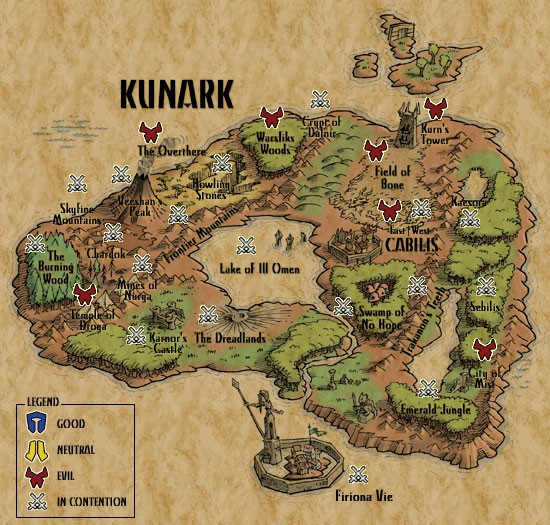 KUNARK
Crypt of
Dalnir
Kurn's
Tower
Warsliks
Woods
The Overthere
Field of
Bone
Howling
Stones
Veeshan's
Peak
Kaesora
Skyfire
Mountains
Frontier Mountains
East West
CABILIS
Chardok
The
Burning
Wood
Lake of Ill Omen
Mines of
Nurga
Temple of
Droga
Swamp of
No Hope
Trakanon's Teeth
Sebilis
Karnor's
Castle
The Dreadlands
City of
Mist
Emerald Jungle
Firiona Vie
LEGEND
GOOD
NEUTRAL
EVIL
IN CONTENTION